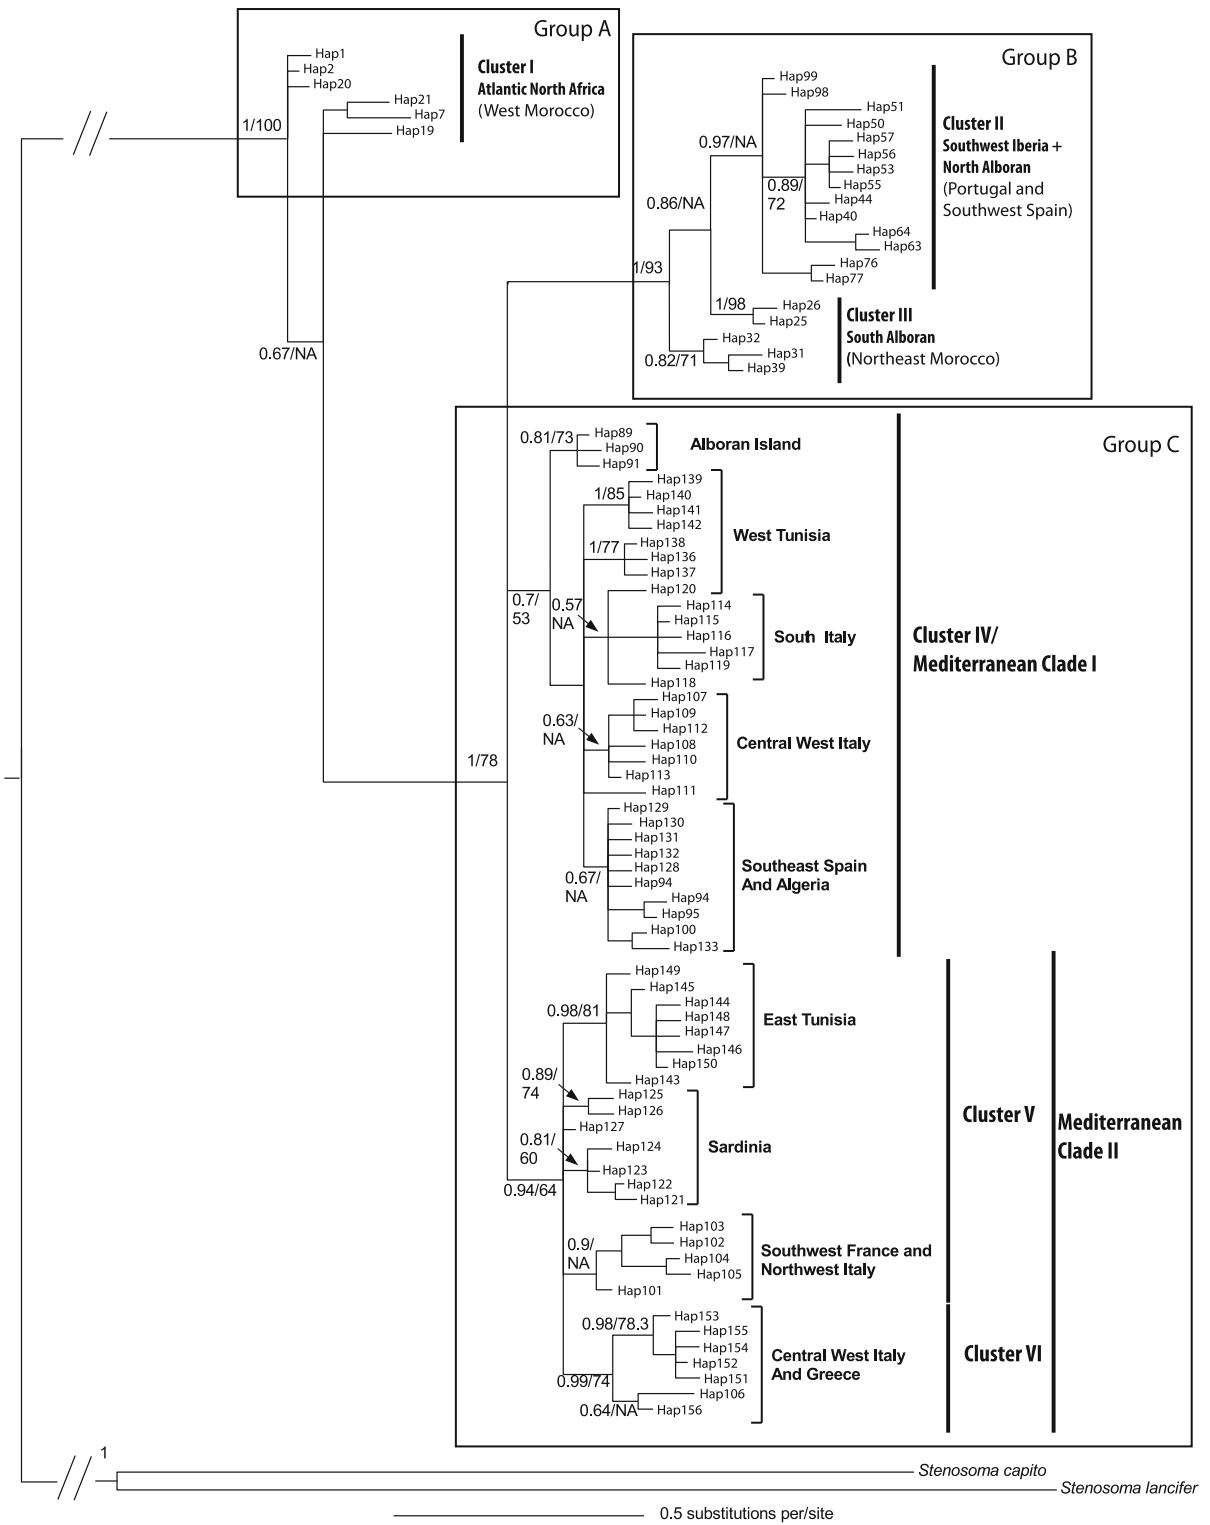 Group A
Hap1
Hap2
Hap20
Hap21
Hap7
Hap19
Cluster I
Atlantic North Africa
(West Morocco)
1/100
0.67/NA
Group B
Hap99
Hap98
Hap51
Hap50
Hap57
Hap56
Hap53
Hap55
Hap44
Hap40
Hap64
Hap63
Hap76
Hap77
0.97/NA
0.89/
72
0.86/NA
1/93
Cluster II
Southwest Iberia +
North Alboran
(Portugal and
Southwest Spain)
1/98
Hap26
Hap25
Hap32
Hap31
Hap39
0.82/71
Cluster III
South Alboran
(Northeast Morocco)
Group C
0.81/73
Hap89
Hap90
Hap91
Alboran Island
1/85
Hap139
Hap140
Hap141
Hap142
1/77
Hap138
Hap136
Hap137
Hap120
West Tunisia
0.7/
53
0.57
NA
Hap114
Hap115
Hap116
Hap117
Hap119
Hap118
South Italy
Cluster IV/
Mediterranean Clade I
0.63/
NA
Hap107
Hap109
Hap112
Hap108
Hap110
Hap113
Hap111
Central West Italy
1/78
Hap129
Hap130
Hap131
Hap132
Hap128
Hap94
Hap94
Hap95
Hap100
Hap133
0.67/
NA
Southeast Spain
And Algeria
0.98/81
Hap149
Hap145
Hap144
Hap148
Hap147
Hap146
Hap150
Hap143
East Tunisia
0.89/
74
Hap125
Hap126
Hap127
0.81/
60
Hap124
Hap123
Hap122
Hap121
Sardinia
0.94/64
Cluster V
Mediterranean
Clade II
0.9/
NA
Hap103
Hap102
Hap104
Hap105
Hap101
Southwest France and
Northwest Italy
0.98/78.3
Hap153
Hap155
Hap154
Hap152
Hap151
Hap106
Hap156
0.99/74
0.64/NA
Central West Italy
And Greece
Cluster VI
1
Stenosoma capito
Stenosoma lancifer
0.5 substitutions per/site